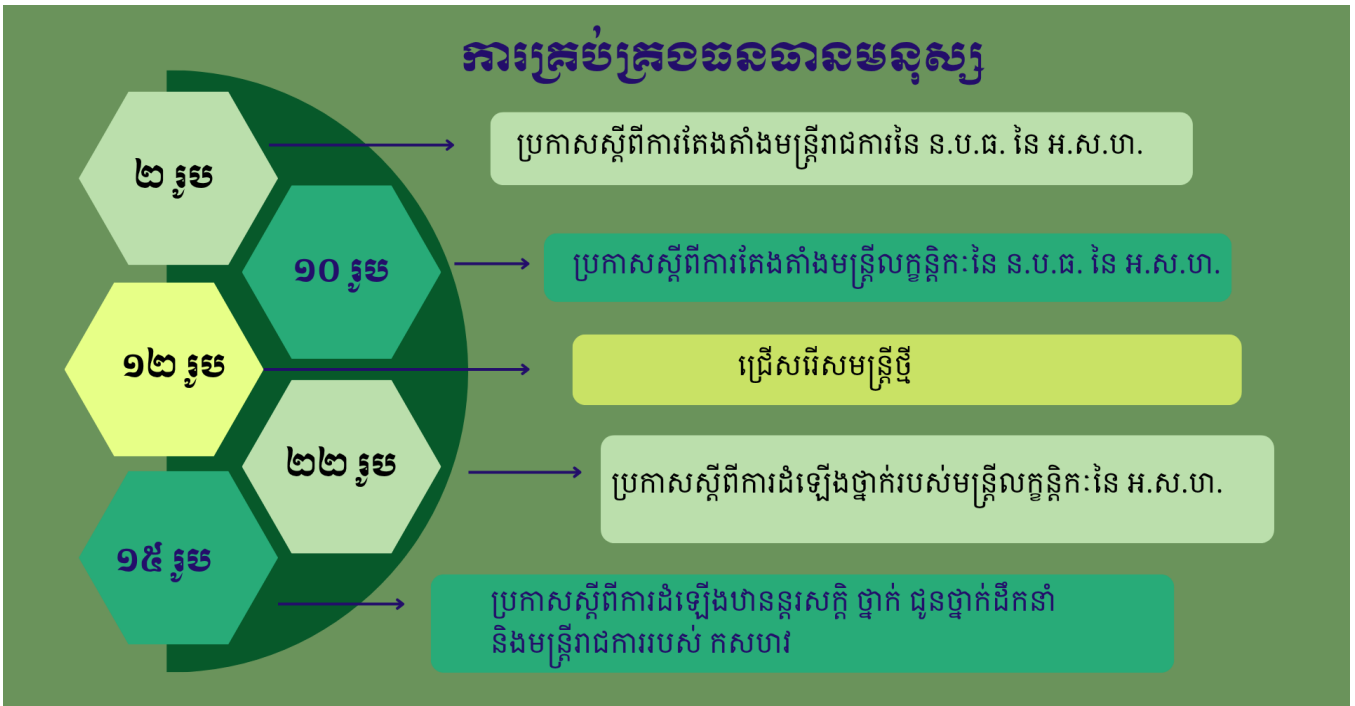 ការគ្រប់គ្រងធនធានមនុស្ស
២ រូប
ប្រកាសស្តីពីការតែងតាំងមន្ត្រីរាជការនៃ ន.ប.ធ. នៃ អ.ស.ហ.
១០ រូប
ប្រកាសស្តីពីការតែងតាំងមន្ត្រីលក្ខន្តិកៈនៃ ន.ប.ធ. នៃ អ.ស.ហ.
១២ រូប
ជ្រើសរើសមន្ត្រីថ្មី
២២ រូប
ប្រកាសស្តីពីការដំឡើងថ្នាក់របស់មន្ត្រីលក្ខន្តិកៈនៃ អ.ស.ហ.
១៥ រូប
ប្រកាសស្តីពីការដំឡើងឋានន្តរសក្តិ ថ្នាក់ ជូនថ្នាក់ដឹកនាំ
និងមន្ត្រីរាជការរបស់ កសហវ